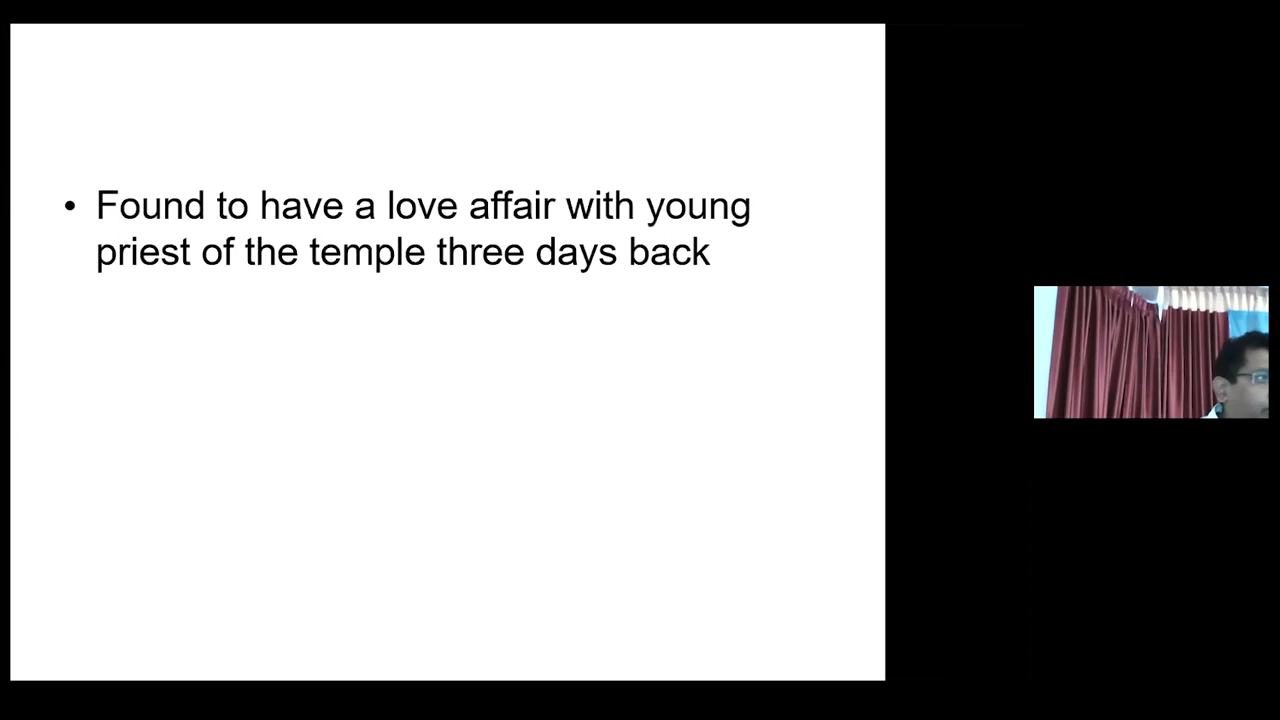 • Found to have a love affair with young
priest of the temple three days back